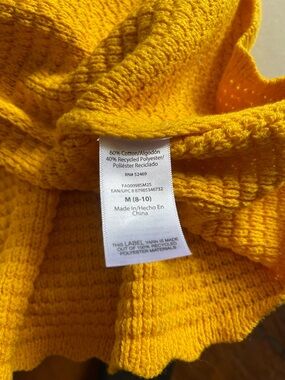 60% Cotton/Algodón
40% Recycled Polyester/
Poliéster Reciclado
RN# 52469
M (8-10)
Made in/Hecho En
China
THIS LABEL YARN IS MADE
OUT OF 100% RECYCLED
POLYESTER MATERIALS